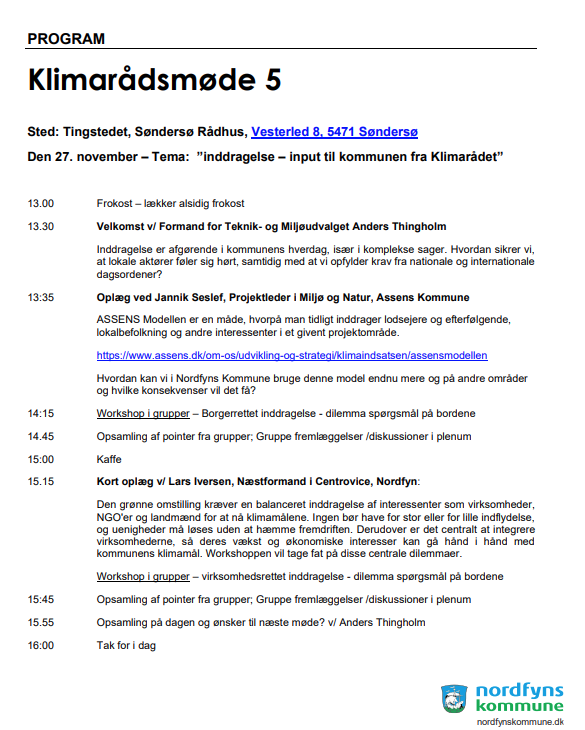 PROGRAM
Klimarådsmøde 5
Sted: Tingstedet, Søndersø Rådhus, Vesterled 8, 5471 Søndersø
Den 27. november – Tema: ”inddragelse – input til kommunen fra Klimarådet”
13.00 Frokost – lækker alsidig frokost
13.30 Velkomst v/ Formand for Teknik- og Miljøudvalget Anders Thingholm
Inddragelse er afgørende i kommunens hverdag, især i komplekse sager. Hvordan sikrer vi,
at lokale aktører føler sig hørt, samtidig med at vi opfylder krav fra nationale og internationale
dagsordener?
13:35 Oplæg ved Jannik Seslef, Projektleder i Miljø og Natur, Assens Kommune
ASSENS Modellen er en måde, hvorpå man tidligt inddrager lodsejere og efterfølgende,
lokalbefolkning og andre interessenter i et givent projektområde.
https://www.assens.dk/om-os/udvikling-og-strategi/klimaindsatsen/assensmodellen
Hvordan kan vi i Nordfyns Kommune bruge denne model endnu mere og på andre områder
og hvilke konsekvenser vil det få?
14:15 Workshop i grupper – Borgerrettet inddragelse - dilemma spørgsmål på bordene
14.45 Opsamling af pointer fra grupper; Gruppe fremlæggelser /diskussioner i plenum
15:00 Kaffe
15.15 Kort oplæg v/ Lars Iversen, Næstformand i Centrovice, Nordfyn:
Den grønne omstilling kræver en balanceret inddragelse af interessenter som virksomheder,
NGO'er og landmænd for at nå klimamålene. Ingen bør have for stor eller for lille indflydelse,
og uenigheder må løses uden at hæmme fremdriften. Derudover er det centralt at integrere
virksomhederne, så deres vækst og økonomiske interesser kan gå hånd i hånd med
kommunens klimamål. Workshoppen vil tage fat på disse centrale dilemmaer.
Workshop i grupper – virksomhedsrettet inddragelse - dilemma spørgsmål på bordene
15:45 Opsamling af pointer fra grupper; Gruppe fremlæggelser /diskussioner i plenum
15.55 Opsamling på dagen og ønsker til næste møde? v/ Anders Thingholm
16:00 Tak for i dag
nordfyns
kommune
nordfynskommune.dk